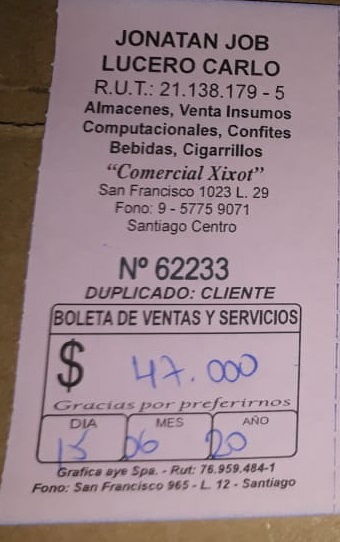 JONATAN JOB
LUCERO CARLO
R.U.T.: 21.138.179 - 5
Almacenes, Venta Insumos
Computacionales, Confites
Bebidas, Cigarrillos
“Comercial Xixot”
San Francisco 1023 L. 29
Fono: 9 - 5775 9071
Santiago Centro
Nº 62233
DUPLICADO: CLIENTE
BOLETA DE VENTAS Y SERVICIOS
$ 47.000
Gracias por preferirnos
DIA MES AÑO
15 06 20
Grafica aye Spa. - Rut: 76.959.484-1
Fono: San Francisco 965 - L. 12 - Santiago